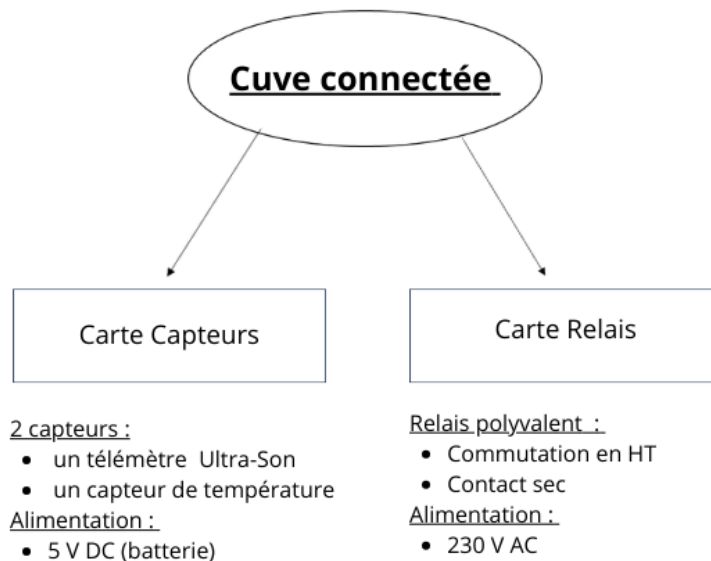 Cuve connectée
Carte Capteurs
2 capteurs :
• un télémètre Ultra-Son
• un capteur de température
Alimentation :
• 5 V DC (batterie)
Carte Relais
Relais polyvalent :
• Commutation en HT
• Contact sec
Alimentation :
• 230 V AC